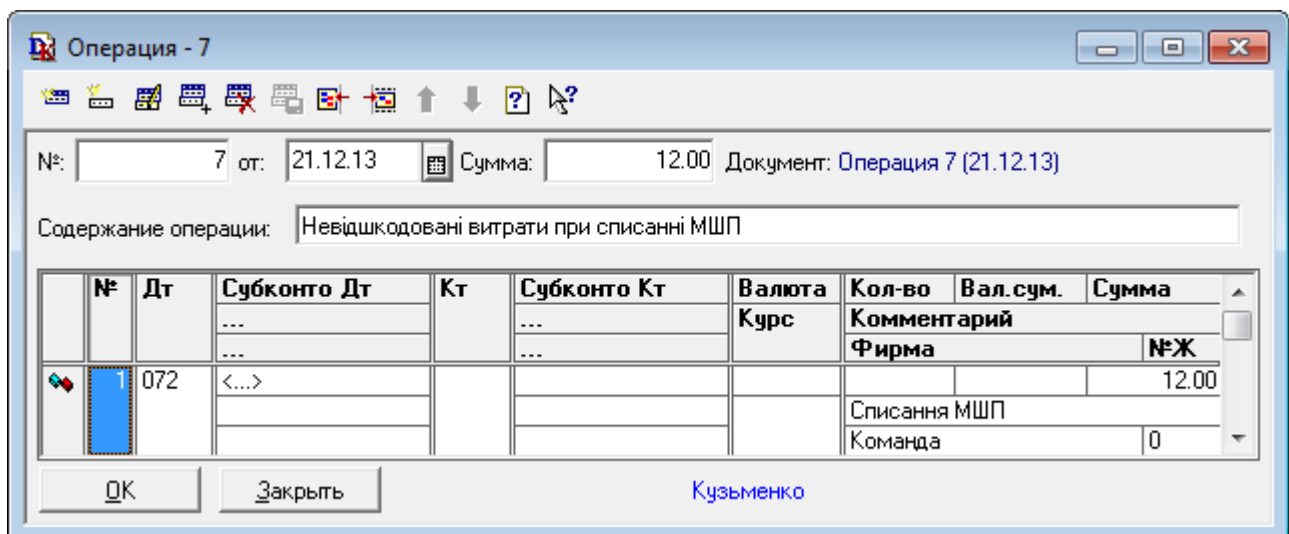 Операция - 7
№: 7 от: 21.12.13 Сумма: 12.00 Документ: Операция 7 (21.12.13)
Содержание операции: Невідшкодовані витрати при списанні МШП
№ Дт Субконто Дт Кт Субконто Кт Валюта Кол-во Вал.сум. Сумма
... ... Курс Комментарий
... ... Фирма №Ж
1 072 <...> 12.00
Списання МШП
Команда 0
OK Закрыть Кузьменко